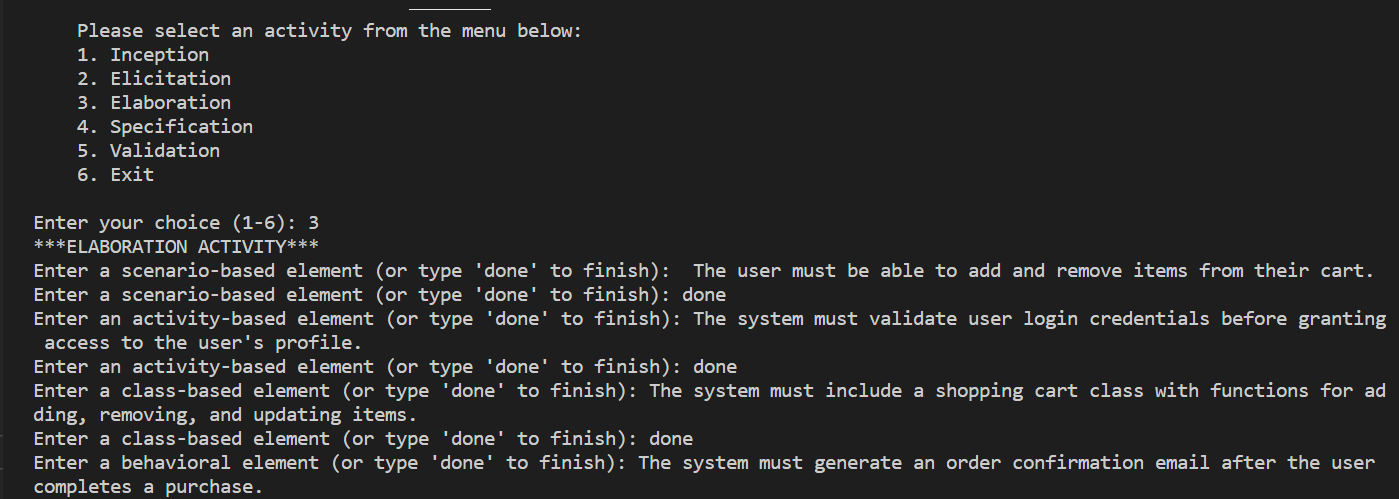 Please select an activity from the menu below:
1. Inception
2. Elicitation
3. Elaboration
4. Specification
5. Validation
6. Exit
Enter your choice (1-6): 3
***ELABORATION ACTIVITY***
Enter a scenario-based element (or type 'done' to finish):  The user must be able to add and remove items from their cart.
Enter a scenario-based element (or type 'done' to finish): done
Enter an activity-based element (or type 'done' to finish): The system must validate user login credentials before granting
 access to the user's profile.
Enter an activity-based element (or type 'done' to finish): done
Enter a class-based element (or type 'done' to finish): The system must include a shopping cart class with functions for ad
ding, removing, and updating items.
Enter a class-based element (or type 'done' to finish): done
Enter a behavioral element (or type 'done' to finish): The system must generate an order confirmation email after the user
completes a purchase.